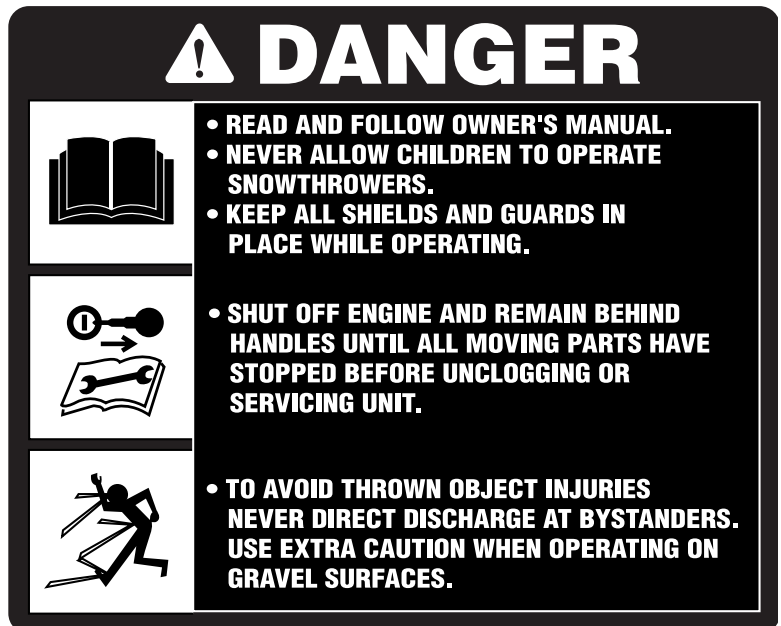 DANGER
• READ AND FOLLOW OWNER'S MANUAL.
• NEVER ALLOW CHILDREN TO OPERATE
SNOWTHROWERS.
• KEEP ALL SHIELDS AND GUARDS IN
PLACE WHILE OPERATING.
• SHUT OFF ENGINE AND REMAIN BEHIND
HANDLES UNTIL ALL MOVING PARTS HAVE
STOPPED BEFORE UNCLOGGING OR
SERVICING UNIT.
• TO AVOID THROWN OBJECT INJURIES
NEVER DIRECT DISCHARGE AT BYSTANDERS.
USE EXTRA CAUTION WHEN OPERATING ON
GRAVEL SURFACES.